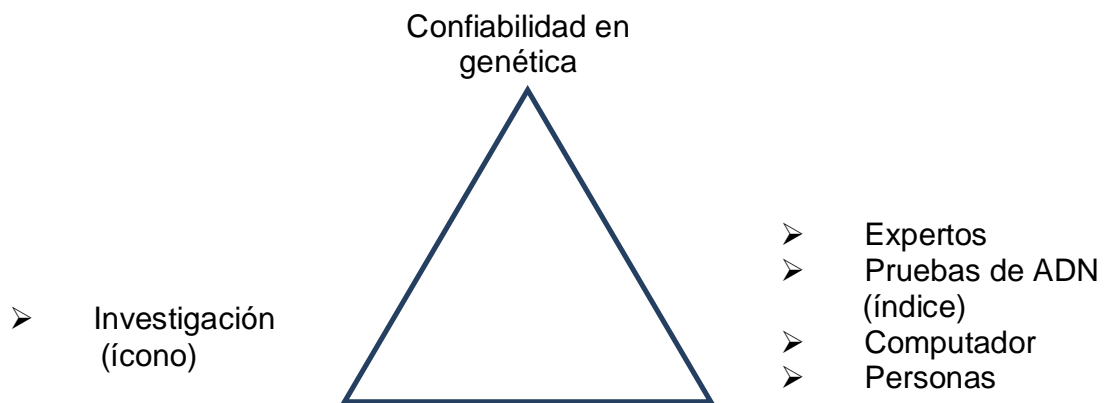 Confiabilidad en
genética
➢ Investigación
(ícono)
➢ Expertos
➢ Pruebas de ADN
(índice)
➢ Computador
➢ Personas